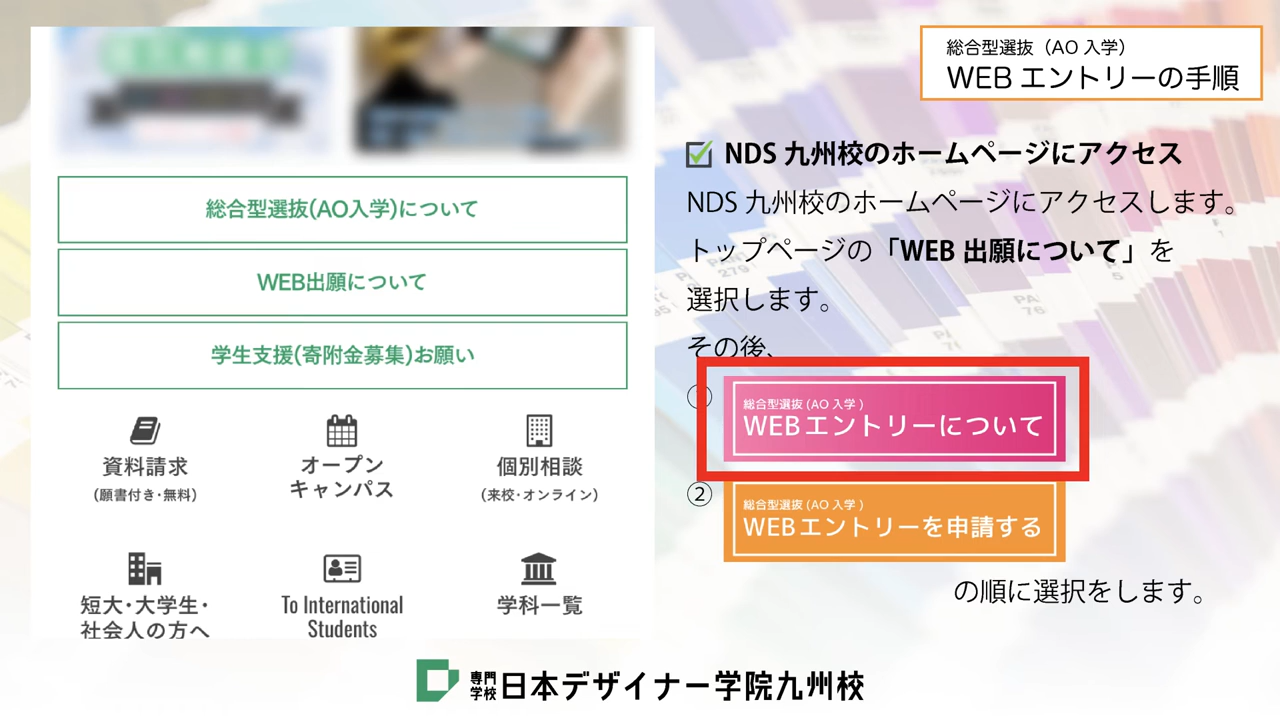 総合型選抜（AO 入学）
WEB エントリーの手順
総合型選抜(AO入学)について
WEB出願について
学生支援(寄附金募集)お願い
資料請求
（願書付き・無料）
オープン
キャンパス
個別相談
（来校・オンライン）
短大・大学生・
社会人の方へ
To International
Students
学科一覧
NDS 九州校のホームページにアクセス
NDS 九州校のホームページにアクセスします。
トップページの「WEB 出願について」を
選択します。
その後、
①
総合型選抜 (AO 入学 )
WEBエントリーについて
②
総合型選抜 (AO 入学 )
WEBエントリーを申請する
の順に選択をします。
専門
学校
日本デザイナー学院九州校